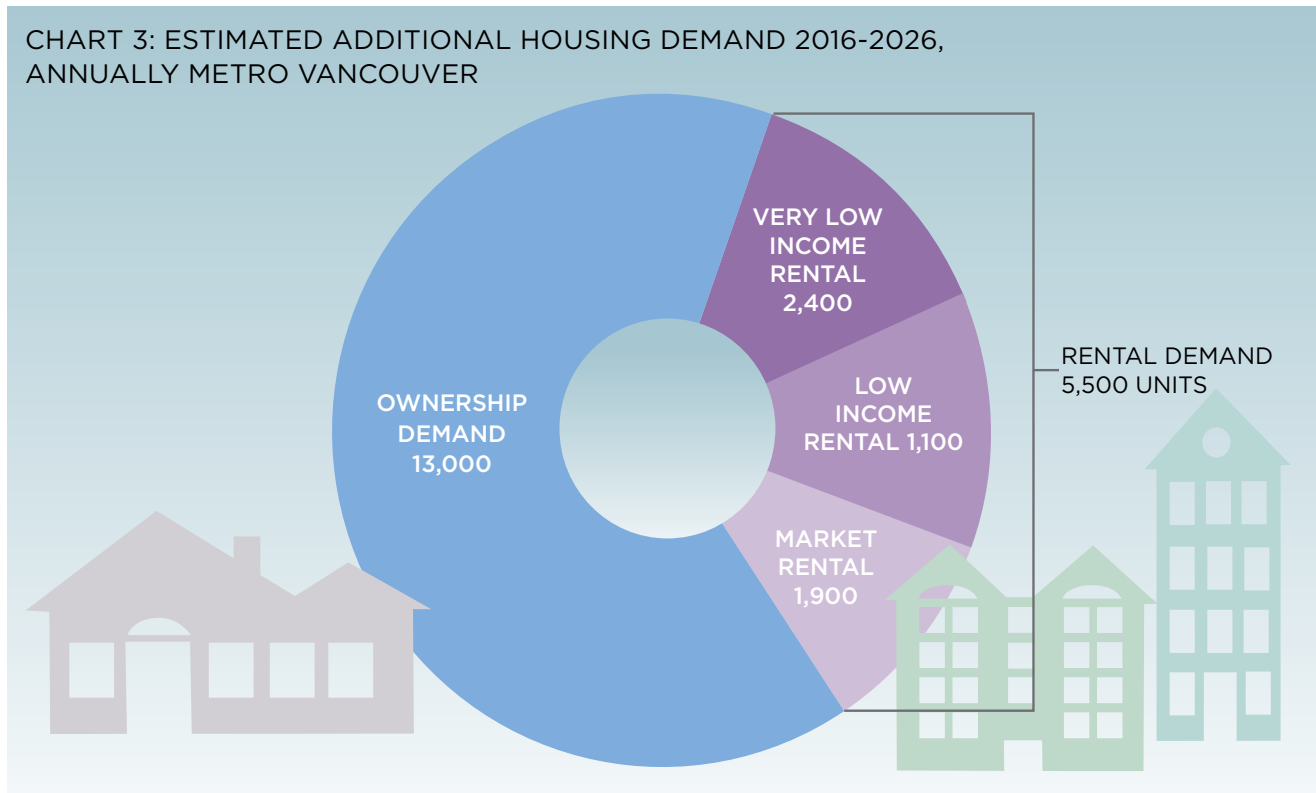 CHART 3: ESTIMATED ADDITIONAL HOUSING DEMAND 2016-2026,
ANNUALLY METRO VANCOUVER
VERY LOW
INCOME
RENTAL
2,400
RENTAL DEMAND
5,500 UNITS
LOW
INCOME
RENTAL 1,100
OWNERSHIP
DEMAND
13,000
MARKET
RENTAL
1,900